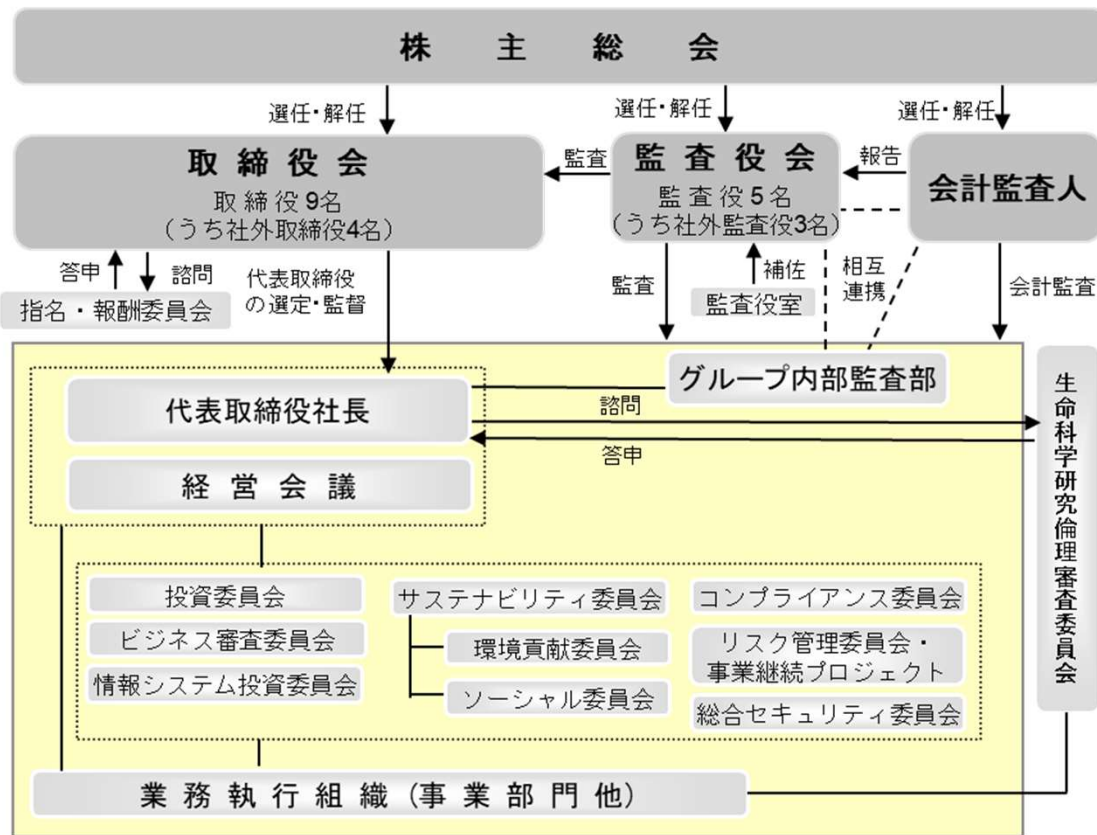 株主総会
選任・解任
選任・解任
選任・解任
取締役会
取締役9名
(うち社外取締役4名)
監査
監査役会
監査役5名
(うち社外監査役3名)
報告
会計監査人
答申
諮問
代表取締役
の選定・監督
監査
補佐
相互
連携
会計監査
指名・報酬委員会
監査役室
グループ内部監査部
代表取締役社長
諮問
答申
経営会議
生命科学研究倫理審査委員会
投資委員会
ビジネス審査委員会
情報システム投資委員会
サステナビリティ委員会
環境貢献委員会
ソーシャル委員会
コンプライアンス委員会
リスク管理委員会・
事業継続プロジェクト
総合セキュリティ委員会
業務執行組織(事業部門他)